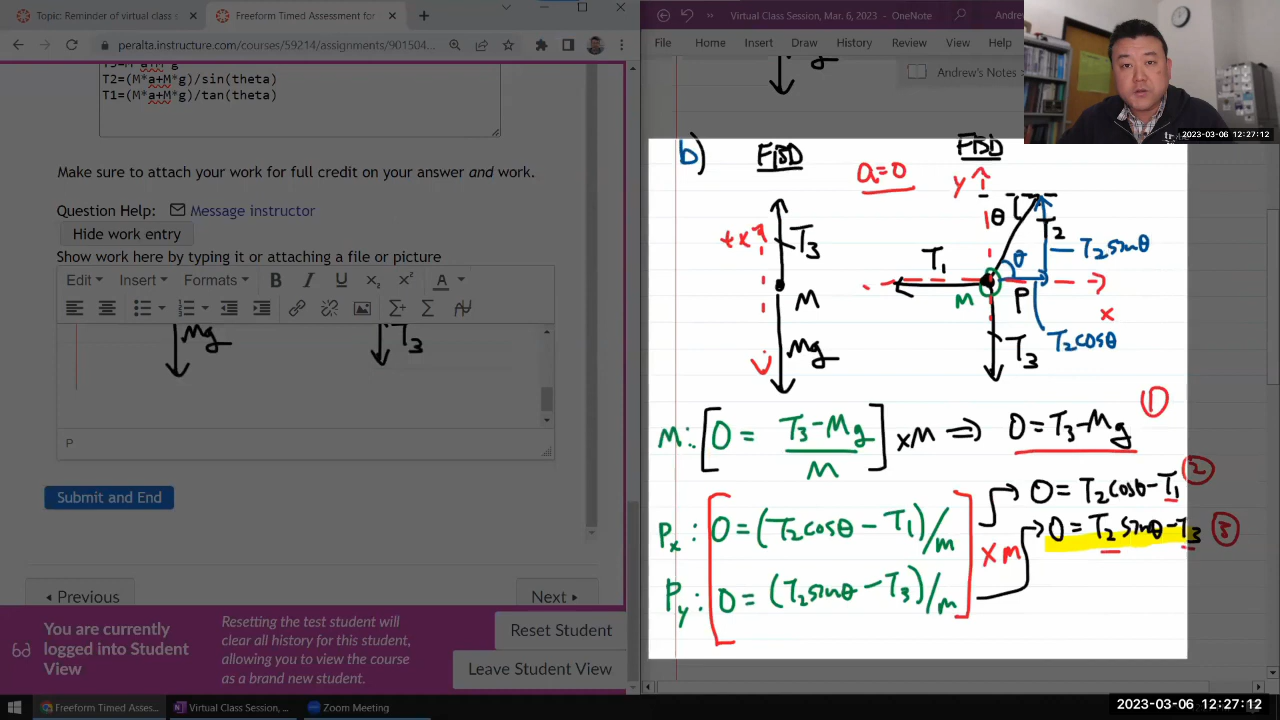 Topic: Reminder of virtual class s
Freeform Timed Assessment for
peralta.instructure.com/courses/59214/assignments/901504...
T2=(M*a+M*g)/sin(theta)
T1=(M*a+M*g)/tan(theta)
Make sure to attach your work for full credit on your answer and work.
Question Help: Message instructor
Hide work entry
Show work here by typing it or attaching a file or picture
Edit Insert Formats B I U x₂ x² A
Mg
T3
P
Submit and End
Previous
Next
You are currently logged into Student View
Resetting the test student will
clear all history for this student,
allowing you to view the course
as a brand new student.
Reset Student
Leave Student View
Virtual Class Session, Mar. 6, 2023 – OneNote
Andre
File Home Insert Draw History Review View Help
Andrew's Notes
2023-03-06 12:27:12
b)
FBD
a=0
FBD
y
θ
T2
+x
T3
T2sinθ
T1
θ
M
m
P
x
Mg
T3
T2cosθ
M: [0 = T3-Mg / M] xM ⇒ 0=T3-Mg ①
Px: 0=(T2cosθ - T1)/m
0= T2cosθ-T1 ②
0= T2 sinθ-T3 ③
xm
Py: 0= (T2sinθ - T3)/m
Freeform Timed Asses...
Virtual Class Session, ...
Zoom Meeting
2023-03-06 12:27:12